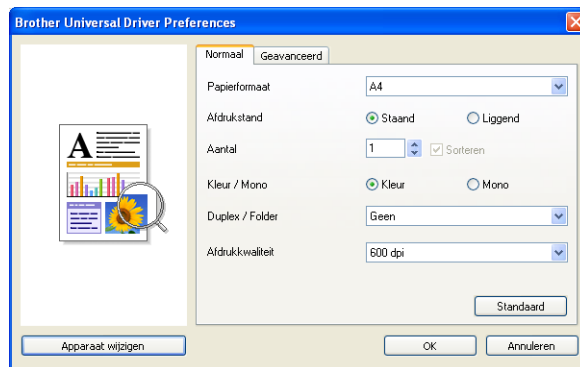 Brother Universal Driver Preferences
Normaal Geavanceerd
Papierformaat A4
Afdrukstand Staand Liggend
Aantal 1 Sorteren
Kleur / Mono Kleur Mono
Duplex / Folder Geen
Afdrukkwaliteit 600 dpi
A
Standaard
Apparaat wijzigen OK Annuleren